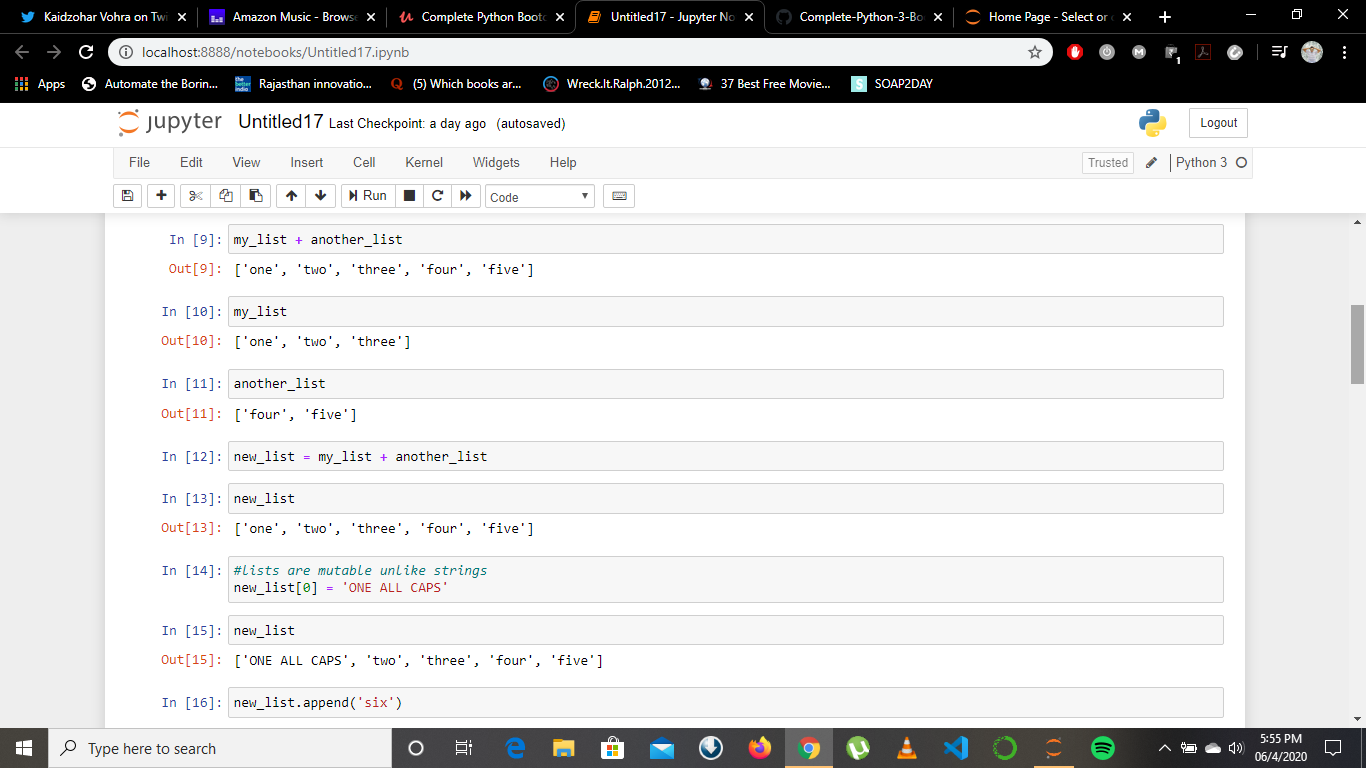 Kaidzohar Vohra on Twi
Amazon Music - Browse
Complete Python Bootc
Untitled17 - Jupyter No
Complete-Python-3-Bo
Home Page - Select or
localhost:8888/notebooks/Untitled17.ipynb
1
Apps
Automate the Borin...
the better india
Rajasthan innovatio...
(5) Which books ar...
Wreck.It.Ralph.2012...
37 Best Free Movie...
S
SOAP2DAY
jupyter Untitled17 Last Checkpoint: a day ago (autosaved)
Logout
File Edit View Insert Cell Kernel Widgets Help
Trusted
Python 3
Run
Code
In [9]: my_list + another_list
Out[9]: ['one', 'two', 'three', 'four', 'five']
In [10]: my_list
Out[10]: ['one', 'two', 'three']
In [11]: another_list
Out[11]: ['four', 'five']
In [12]: new_list = my_list + another_list
In [13]: new_list
Out[13]: ['one', 'two', 'three', 'four', 'five']
In [14]: #lists are mutable unlike strings
new_list[0] = 'ONE ALL CAPS'
In [15]: new_list
Out[15]: ['ONE ALL CAPS', 'two', 'three', 'four', 'five']
In [16]: new_list.append('six')
Type here to search
5:55 PM
06/4/2020